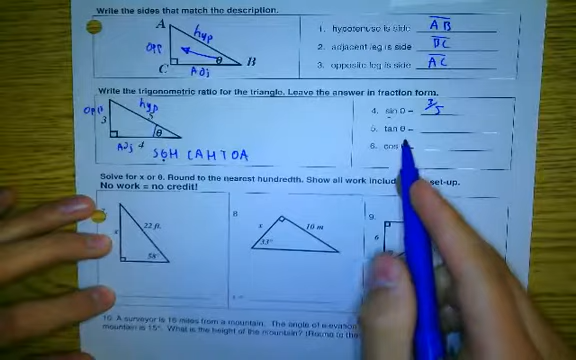 Write the sides that match the description.
A
hyp
opp
θ
C
Adj
B
1. hypotenuse is side AB
2. adjacent leg is side BC
3. opposite leg is side AC
Write the trigonometric ratio for the triangle. Leave the answer in fraction form.
opp
hyp
3
5
θ
Adj 4
SOH CAH TOA
4. sin θ = 3/5
5. tan θ =
6. cos
Solve for x or θ. Round to the nearest hundredth. Show all work set-up.
No work = no credit!
x
22 ft.
58°
8.
x
10 m
33°
x =
9.
6
10. A surveyor is 16 miles from a mountain. The angle of elevation
mountain is 15°. What is the height of the mountain? (Round to the